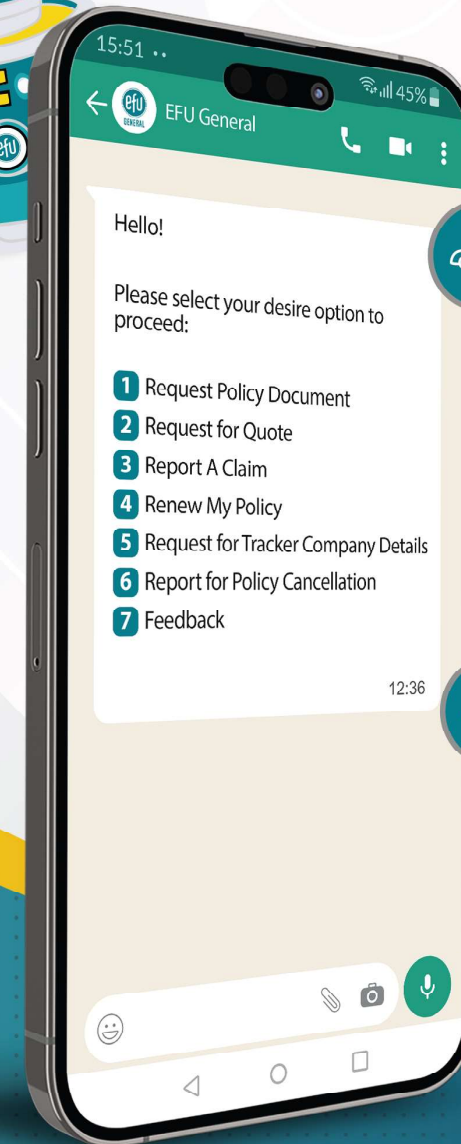 15:51
45%
efu
GENERAL
EFU General
efu
Hello!
Please select your desire option to
proceed:
1 Request Policy Document
2 Request for Quote
3 Report A Claim
4 Renew My Policy
5 Request for Tracker Company Details
6 Report for Policy Cancellation
7 Feedback
12:36